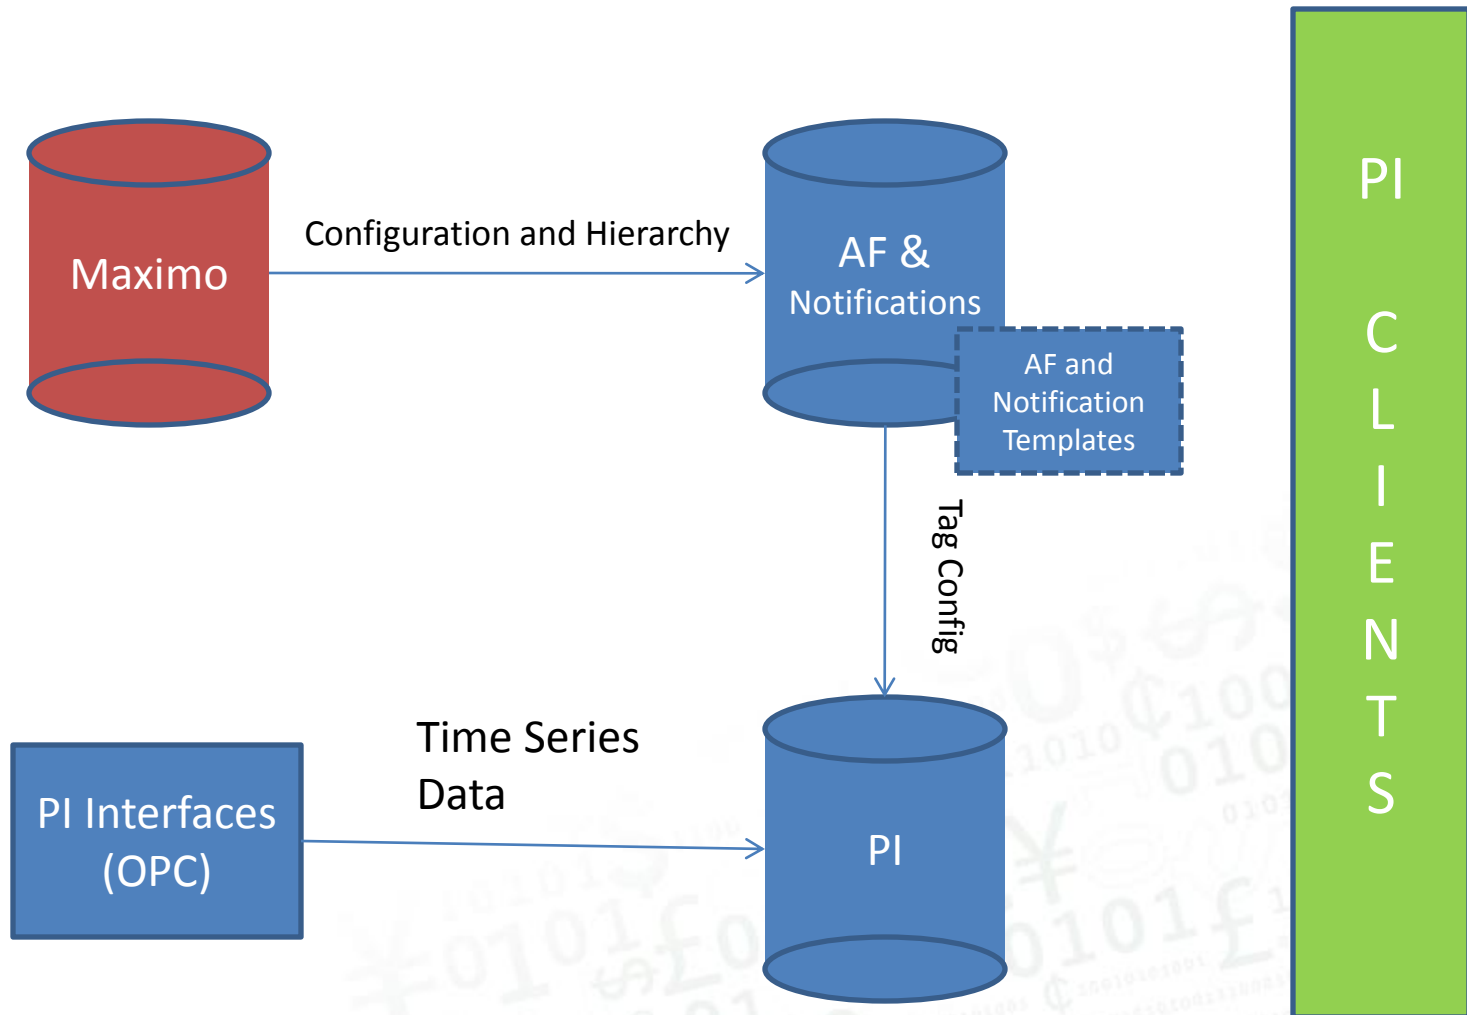 Maximo
Configuration and Hierarchy
AF &
Notifications
AF and
Notification
Templates
Tag Config
Time Series
Data
PI Interfaces
(OPC)
PI
PI
C
L
I
E
N
T
S